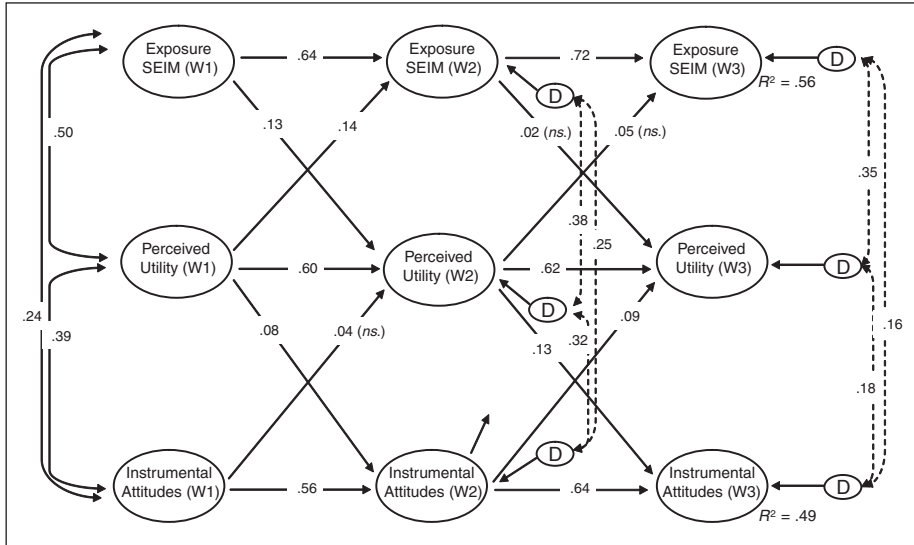 Exposure
SEIM (W1)
.64
Exposure
SEIM (W2)
.72
Exposure
SEIM (W3)
D
R² = .56
D
.50
.13
.14
.02 (ns.)
.05 (ns.)
.35
.38
.25
Perceived
Utility (W1)
.60
Perceived
Utility (W2)
.62
Perceived
Utility (W3)
D
D
.24
.39
.08
.04 (ns.)
.09
.32
.13
.16
.18
D
Instrumental
Attitudes (W1)
.56
Instrumental
Attitudes (W2)
.64
Instrumental
Attitudes (W3)
D
R² = .49